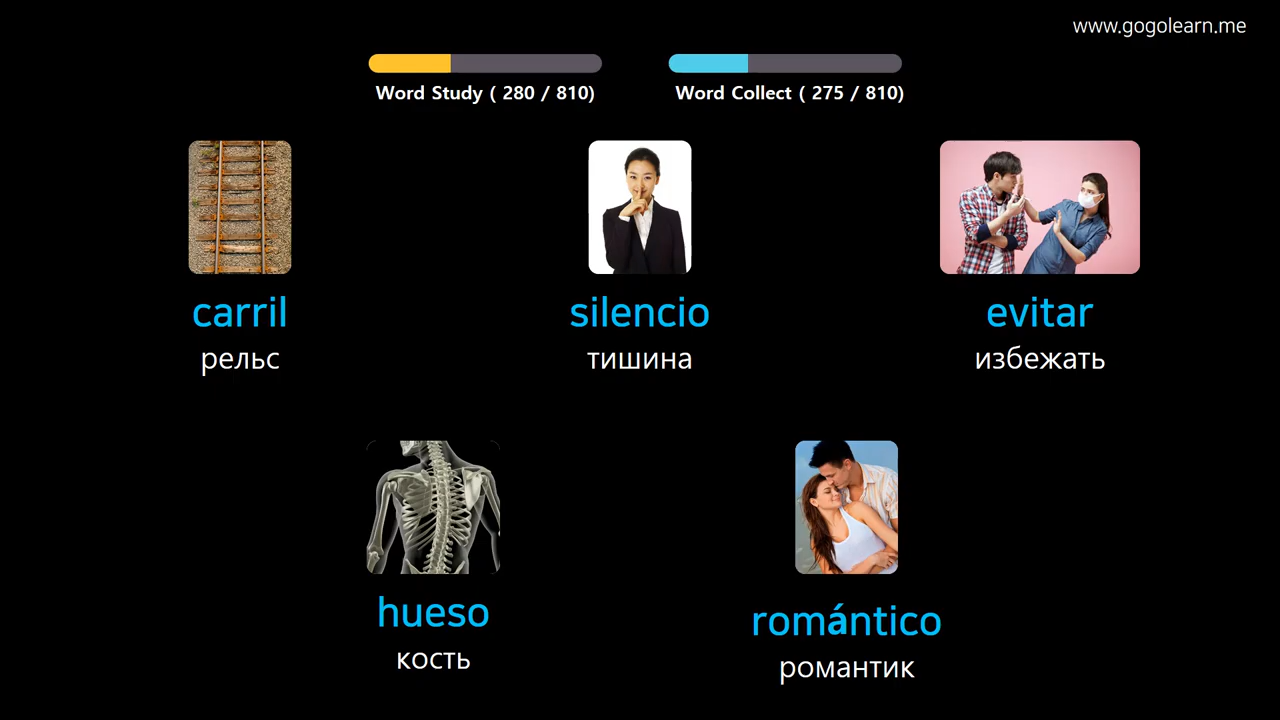 www.gogolearn.me
Word Study ( 280 / 810)
Word Collect ( 275 / 810)
carril
рельс
silencio
тишина
evitar
избежать
hueso
кость
romántico
романтик